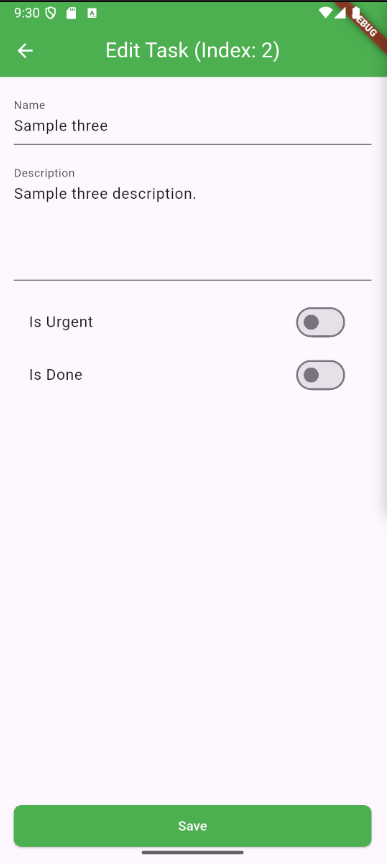 9:30
DEBUG
Edit Task (Index: 2)
Name
Sample three
Description
Sample three description.
Is Urgent
Is Done
Save